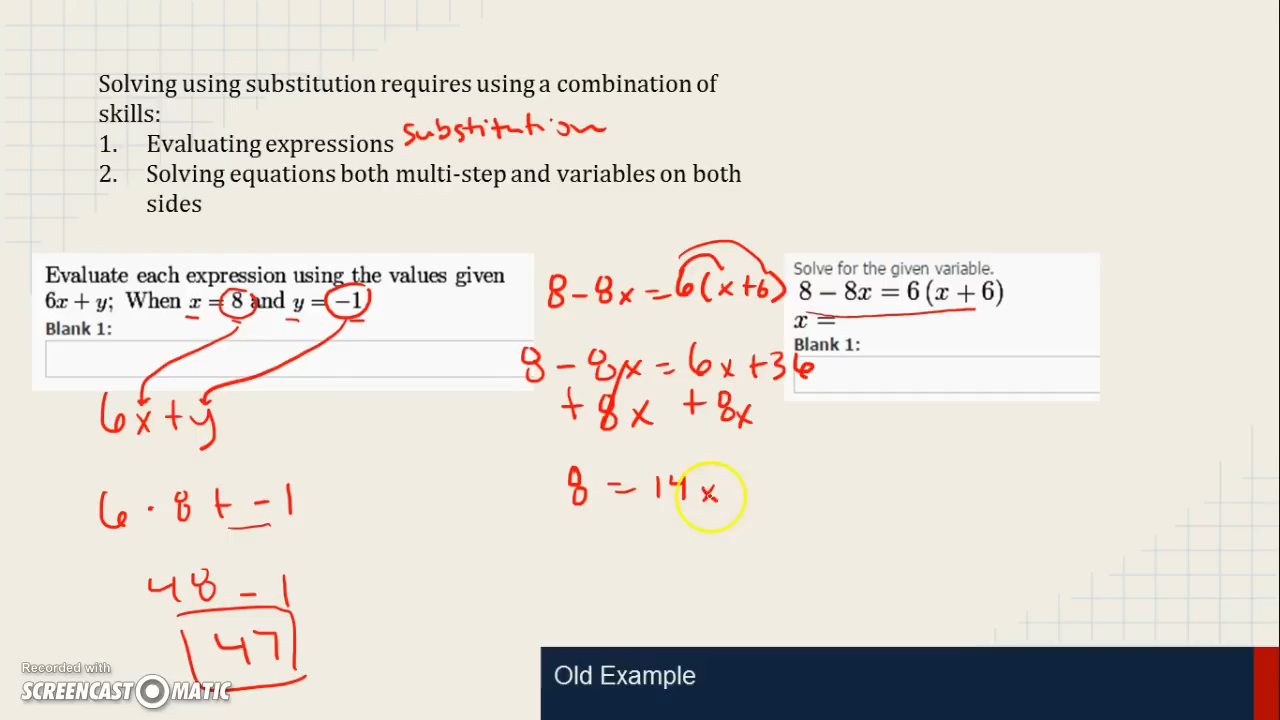 Solving using substitution requires using a combination of
skills:
1. Evaluating expressions substitution
2. Solving equations both multi-step and variables on both
sides
Evaluate each expression using the values given
6x + y; When x = 8 and y = −1
Blank 1:
6x + y
6 · 8 + - 1
48 - 1
47
8 - 8x = 6(x + 6)
8 - 8x = 6x + 36
+ 8x + 8x
8 = 14x
Solve for the given variable.
8 − 8x = 6 (x + 6)
x =
Blank 1:
Recorded with
SCREENCAST MATIC
Old Example